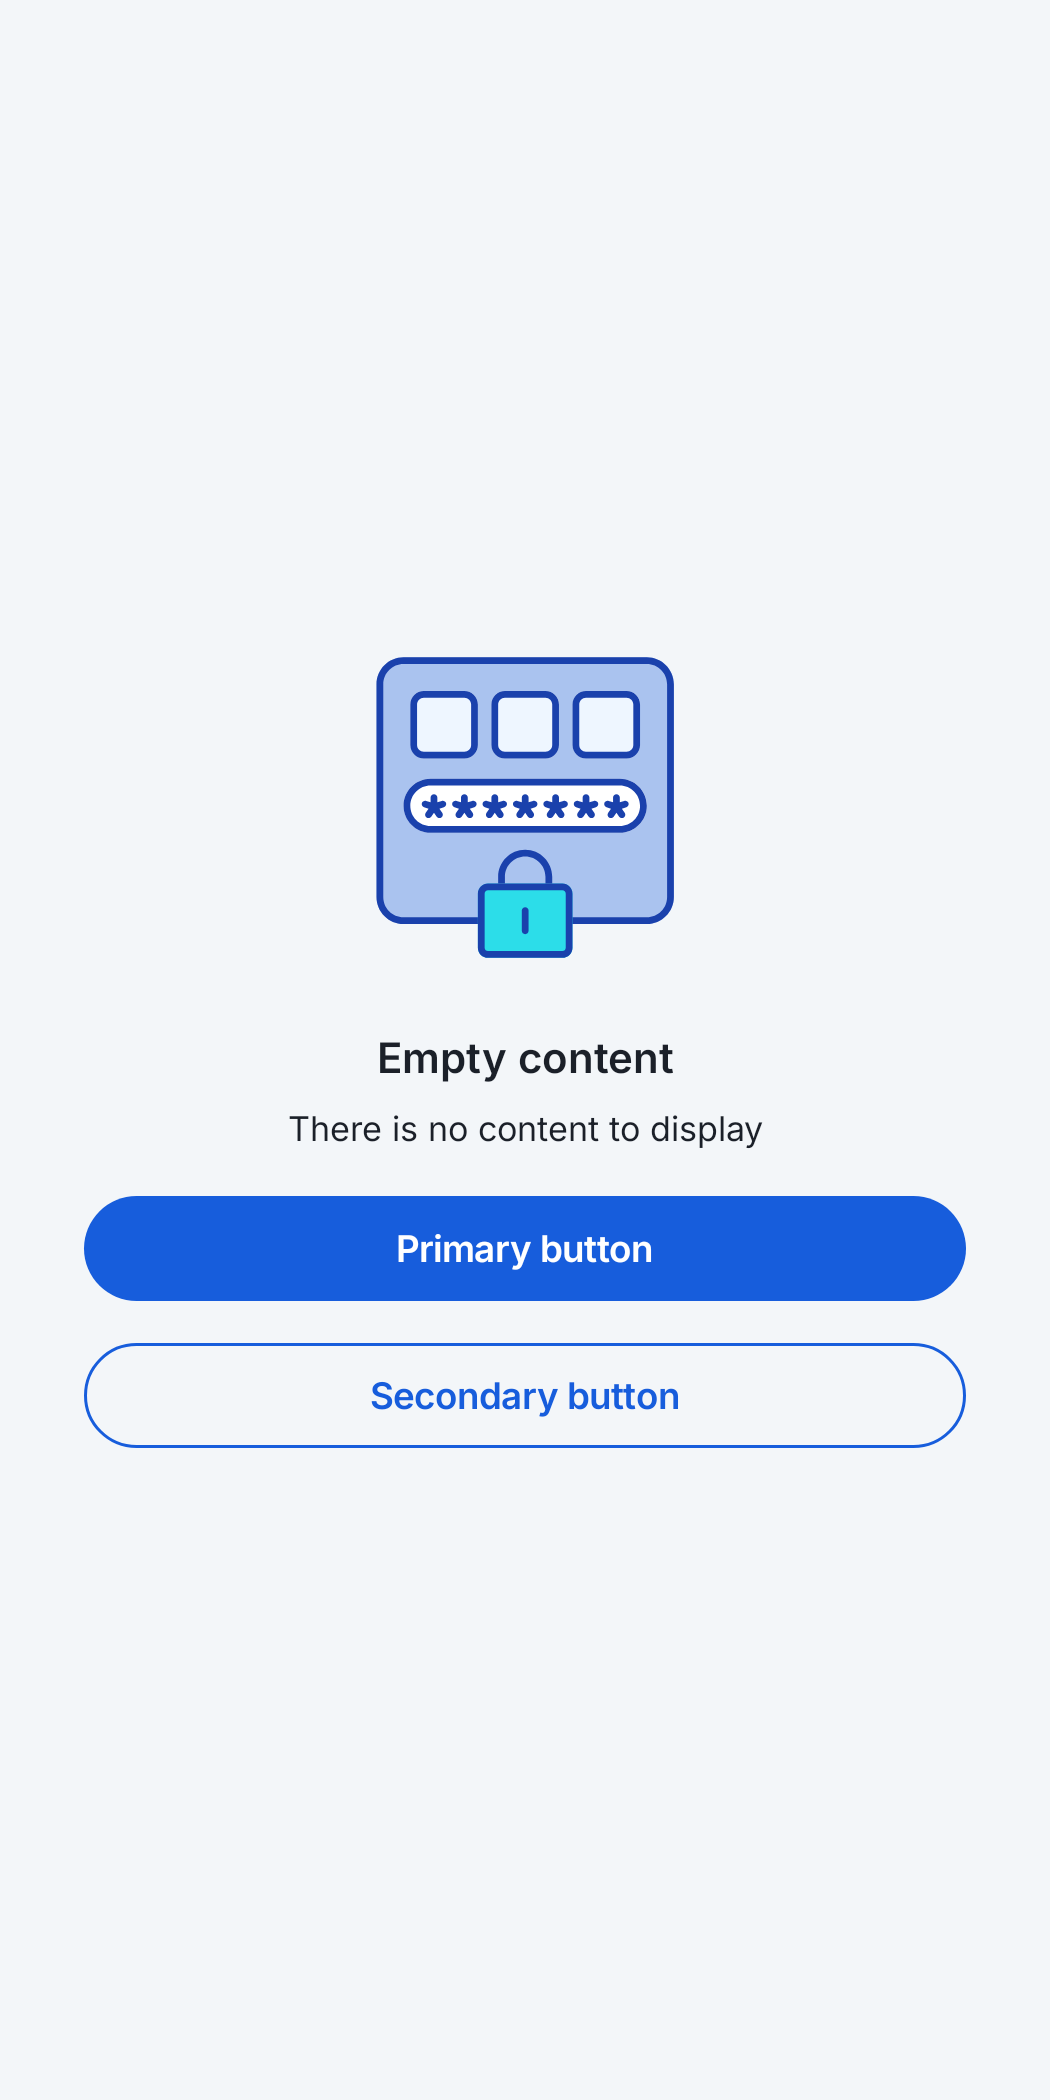 *******
Empty content
There is no content to display
Primary button
Secondary button